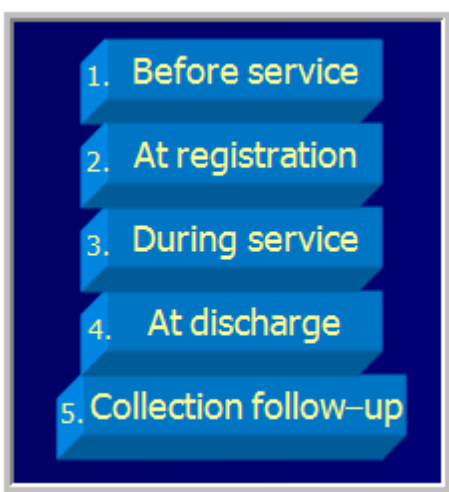 1. Before service
2. At registration
3. During service
4. At discharge
5. Collection follow–up